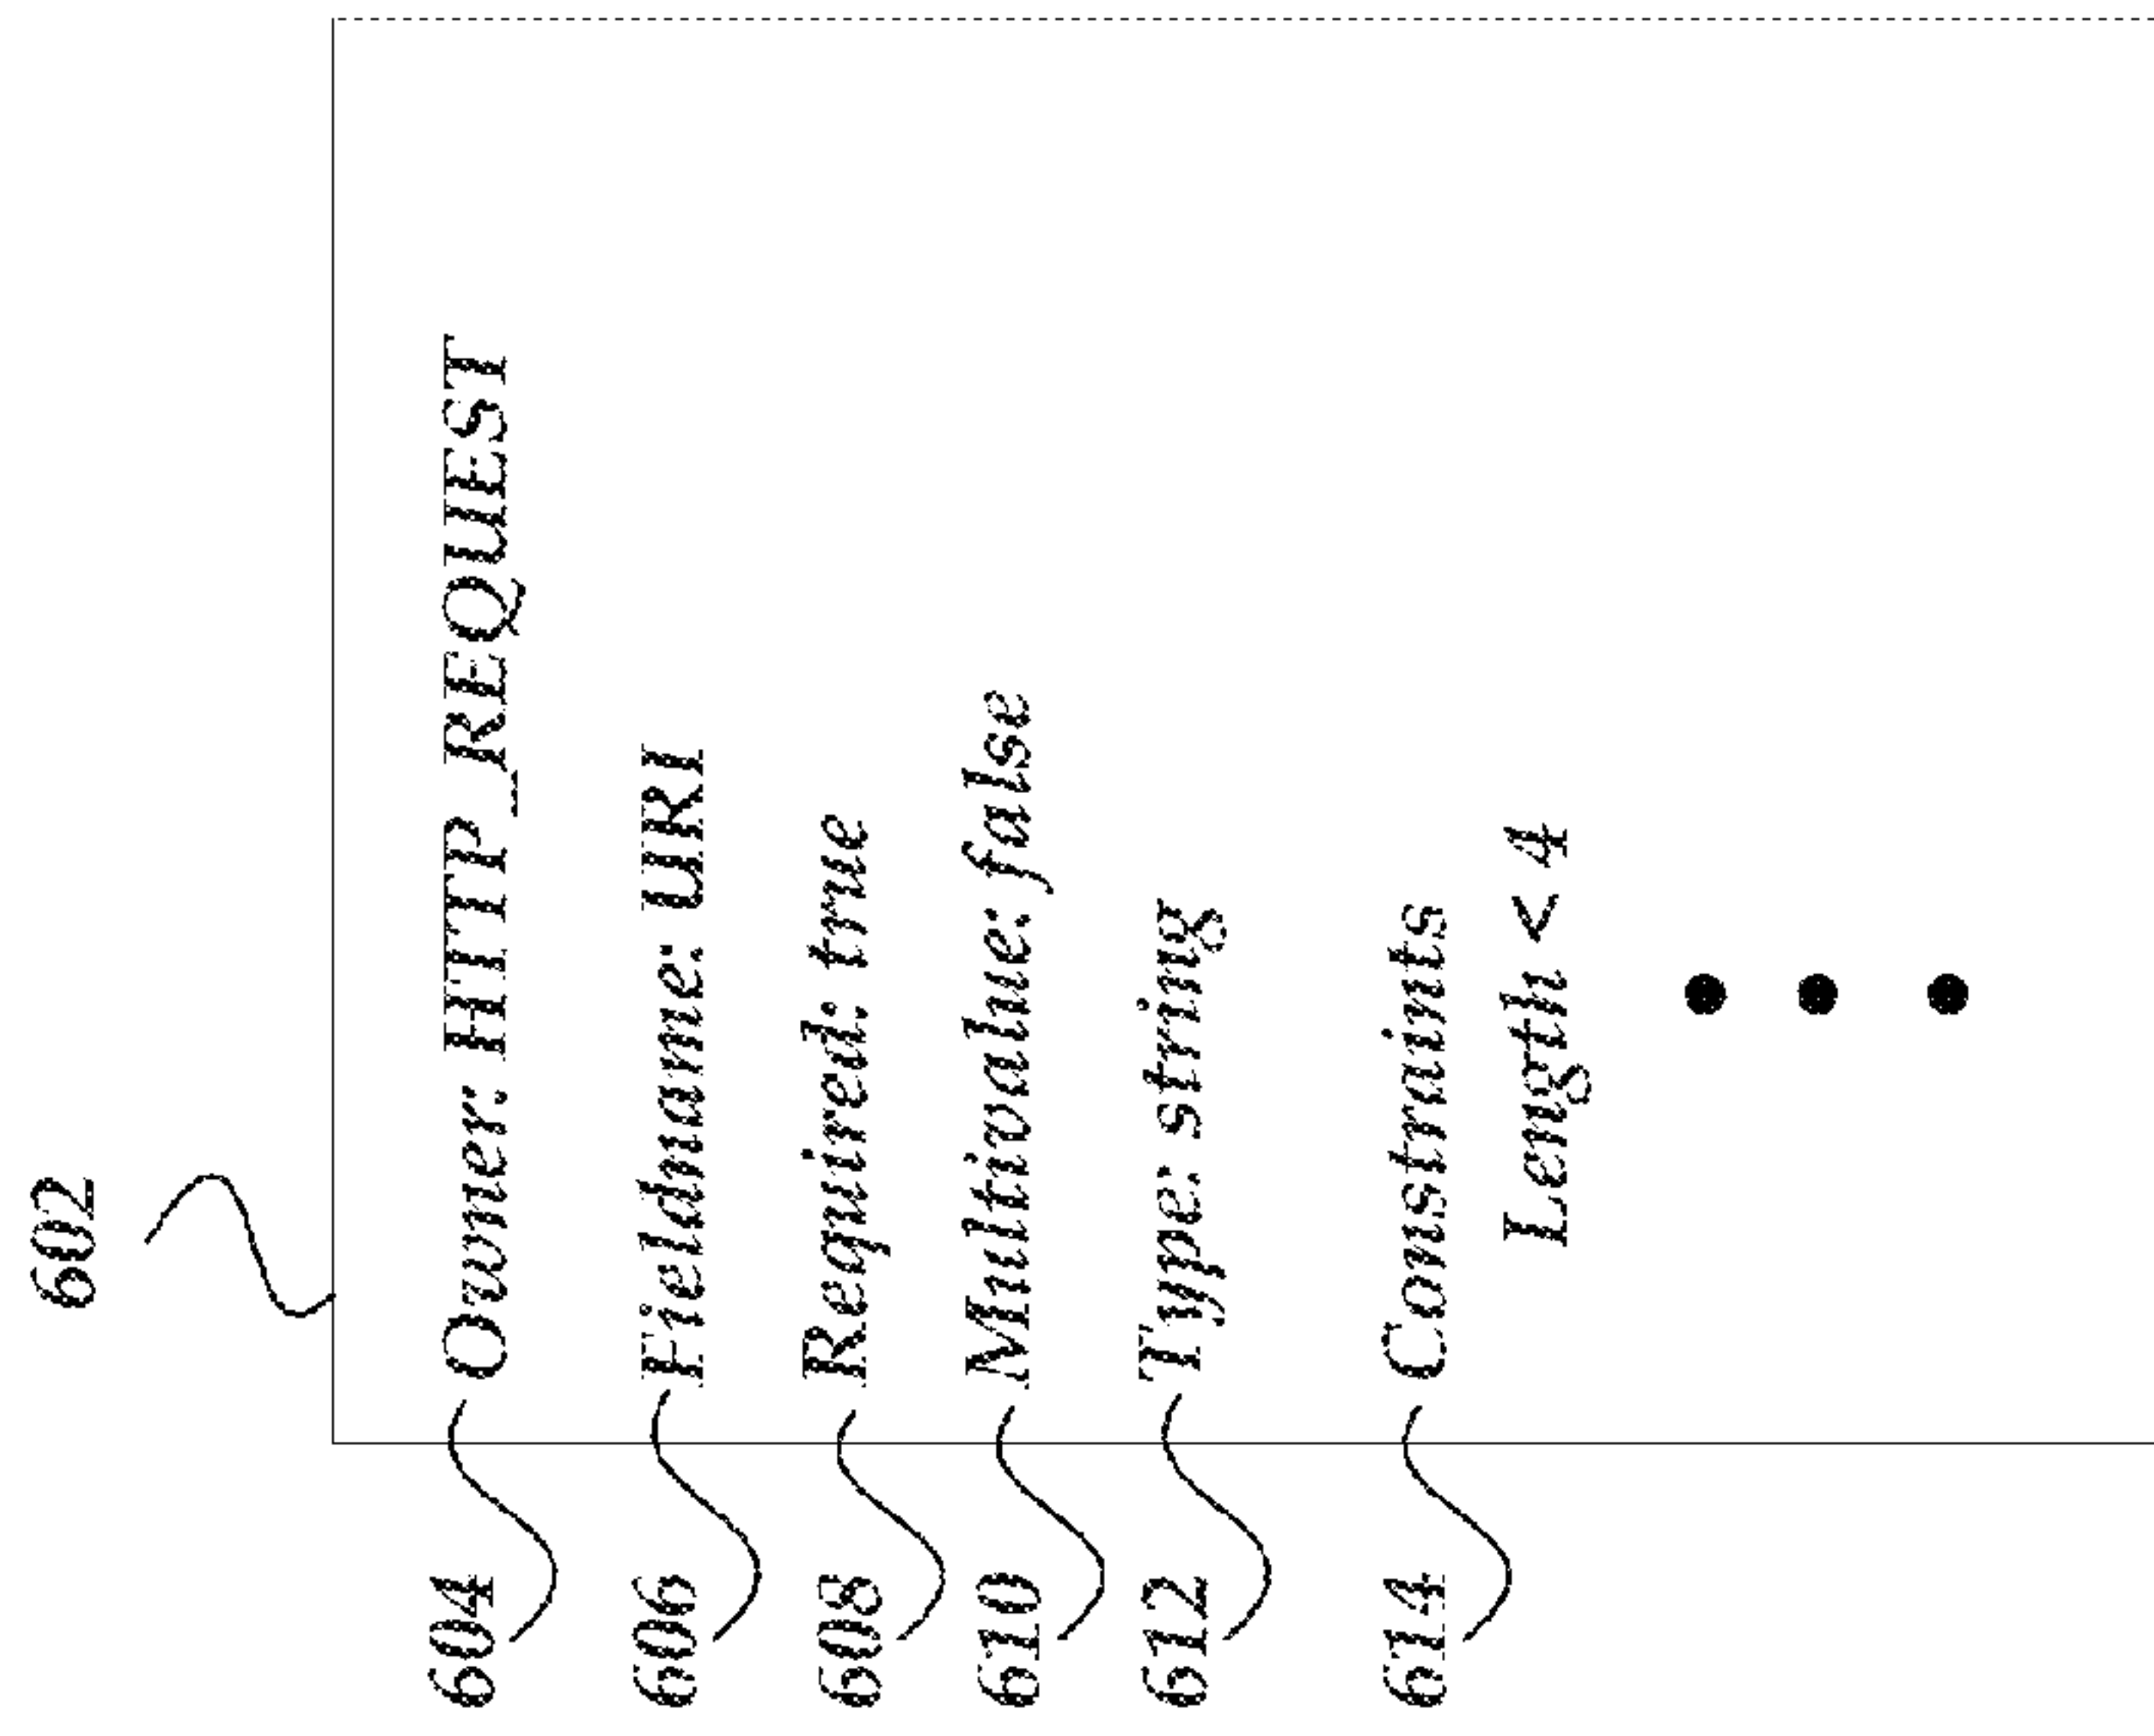 602
604 Owner: HTTP_REQUEST
606 Fieldname: URI
608 Required: true
610 Multivalue: false
612 Type: string
614 Constraints
Length < 4